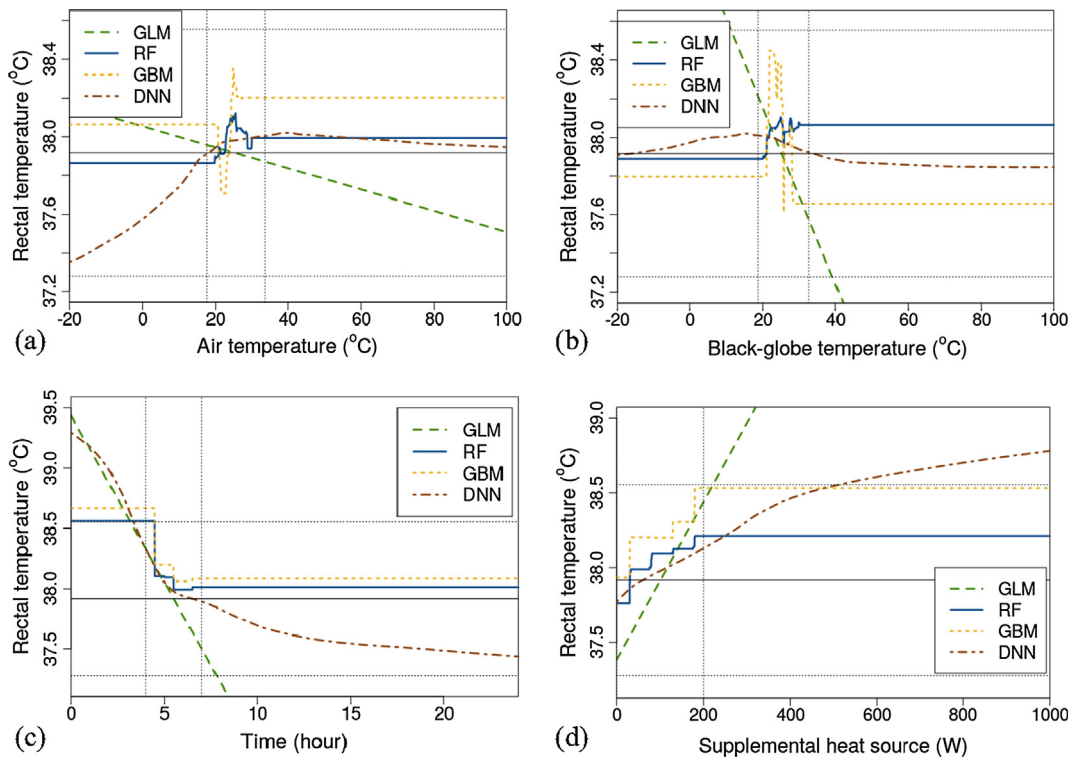 GLM
RF
GBM
DNN
Rectal temperature (°C)
37.2 37.6 38.0 38.4
-20 0 20 40 60 80 100
(a) Air temperature (°C)
GLM
RF
GBM
DNN
Rectal temperature (°C)
37.2 37.6 38.0 38.4
-20 0 20 40 60 80 100
(b) Black-globe temperature (°C)
GLM
RF
GBM
DNN
Rectal temperature (°C)
37.5 38.0 38.5 39.0 39.5
0 5 10 15 20
(c) Time (hour)
GLM
RF
GBM
DNN
Rectal temperature (°C)
37.5 38.0 38.5 39.0
0 200 400 600 800 1000
(d) Supplemental heat source (W)